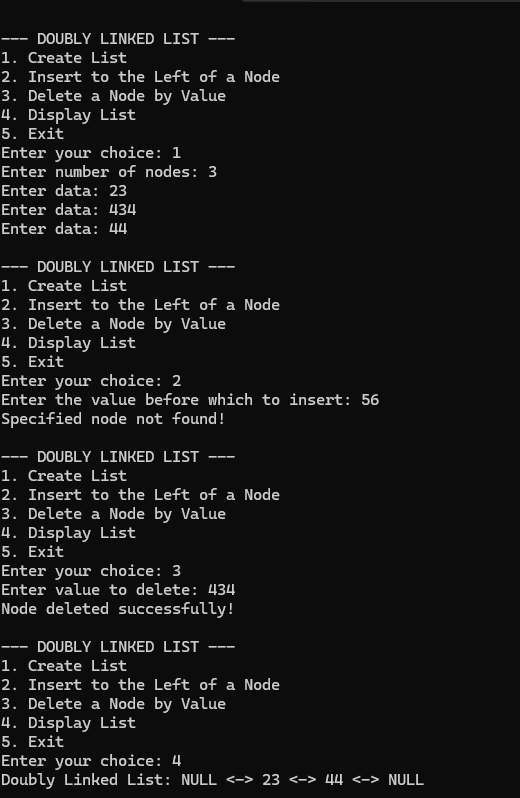 --- DOUBLY LINKED LIST ---
1. Create List
2. Insert to the Left of a Node
3. Delete a Node by Value
4. Display List
5. Exit
Enter your choice: 1
Enter number of nodes: 3
Enter data: 23
Enter data: 434
Enter data: 44
--- DOUBLY LINKED LIST ---
1. Create List
2. Insert to the Left of a Node
3. Delete a Node by Value
4. Display List
5. Exit
Enter your choice: 2
Enter the value before which to insert: 56
Specified node not found!
--- DOUBLY LINKED LIST ---
1. Create List
2. Insert to the Left of a Node
3. Delete a Node by Value
4. Display List
5. Exit
Enter your choice: 3
Enter value to delete: 434
Node deleted successfully!
--- DOUBLY LINKED LIST ---
1. Create List
2. Insert to the Left of a Node
3. Delete a Node by Value
4. Display List
5. Exit
Enter your choice: 4
Doubly Linked List: NULL <-> 23 <-> 44 <-> NULL